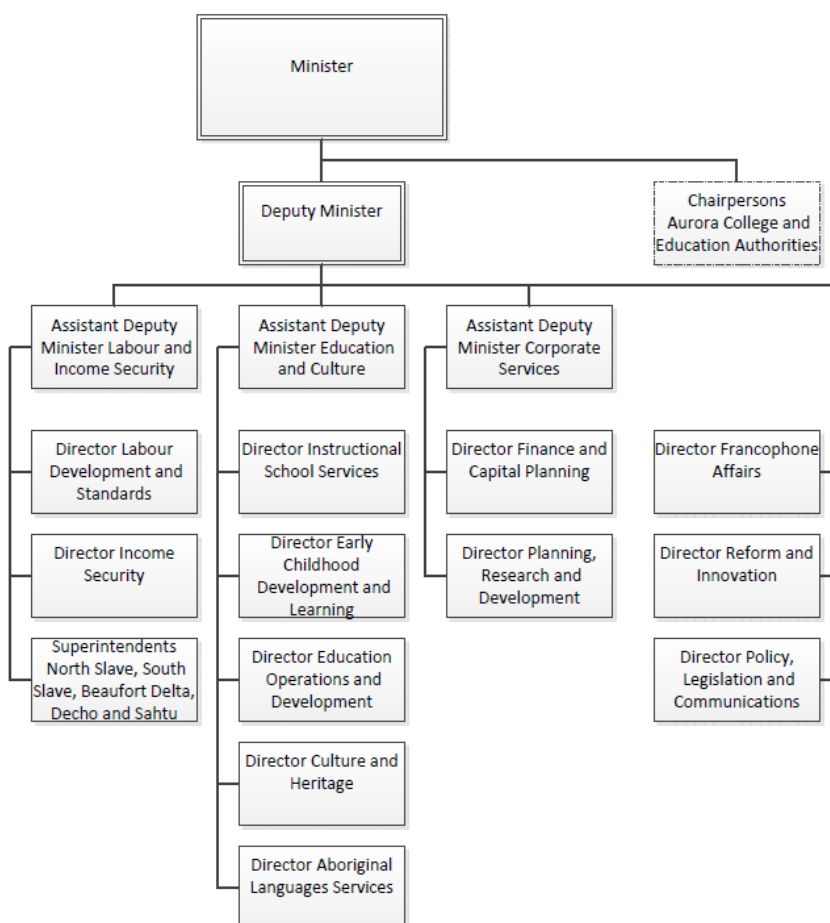 Minister
Deputy Minister
Chairpersons
Aurora College and
Education Authorities
Assistant Deputy
Minister Labour and
Income Security
Assistant Deputy
Minister Education
and Culture
Assistant Deputy
Minister Corporate
Services
Director Labour
Development and
Standards
Director Instructional
School Services
Director Finance and
Capital Planning
Director Francophone
Affairs
Director Income
Security
Director Early
Childhood
Development and
Learning
Director Planning,
Research and
Development
Director Reform and
Innovation
Superintendents
North Slave, South
Slave, Beaufort Delta,
Decho and Sahtu
Director Education
Operations and
Development
Director Policy,
Legislation and
Communications
Director Culture and
Heritage
Director Aboriginal
Languages Services